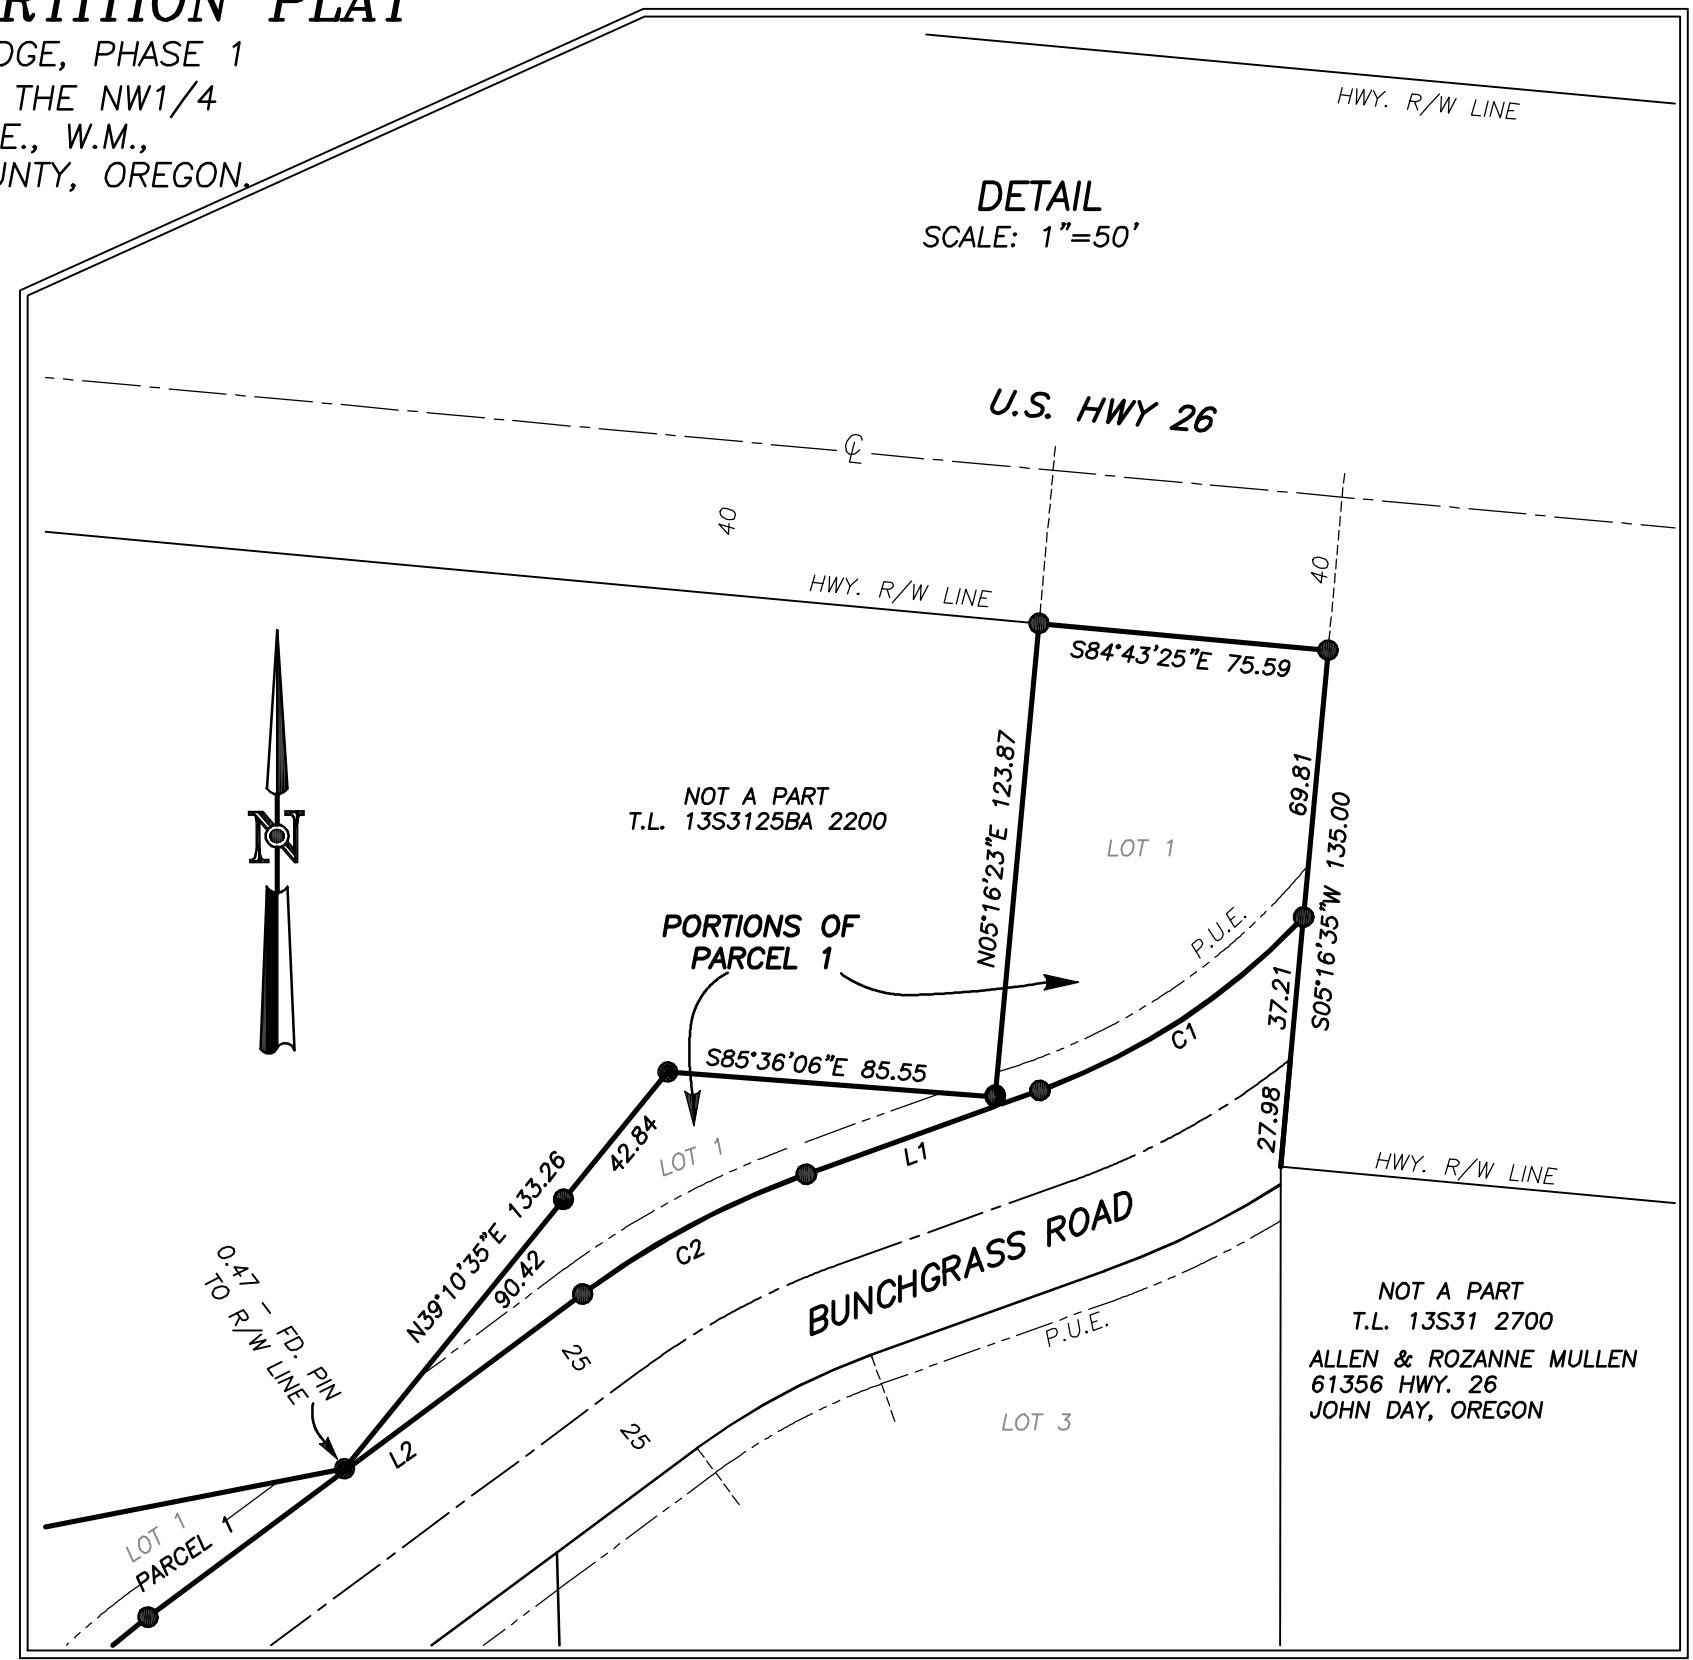 PLAT
PHASE 1
THE NW1/4
E., W.M.,
OREGON.
HWY. R/W LINE
DETAIL
SCALE: 1"=50'
U.S. HWY 26
℄
40
40
HWY. R/W LINE
S84°43'25"E 75.59
N
NOT A PART
T.L. 13S3125BA 2200
N05°16'23"E 123.87
69.81
S05°16'35"W 135.00
LOT 1
P.U.E.
PORTIONS OF
PARCEL 1
37.21
C1
S85°36'06"E 85.55
27.98
42.84
LOT 1
L1
HWY. R/W LINE
N39°10'35"E 133.26
90.42
C2
BUNCHGRASS ROAD
0.47 - FD. PIN
TO R/W LINE
25
25
P.U.E.
NOT A PART
T.L. 13S31 2700
ALLEN & ROZANNE MULLEN
61356 HWY. 26
JOHN DAY, OREGON
LOT 3
L2
LOT 1
PARCEL 1